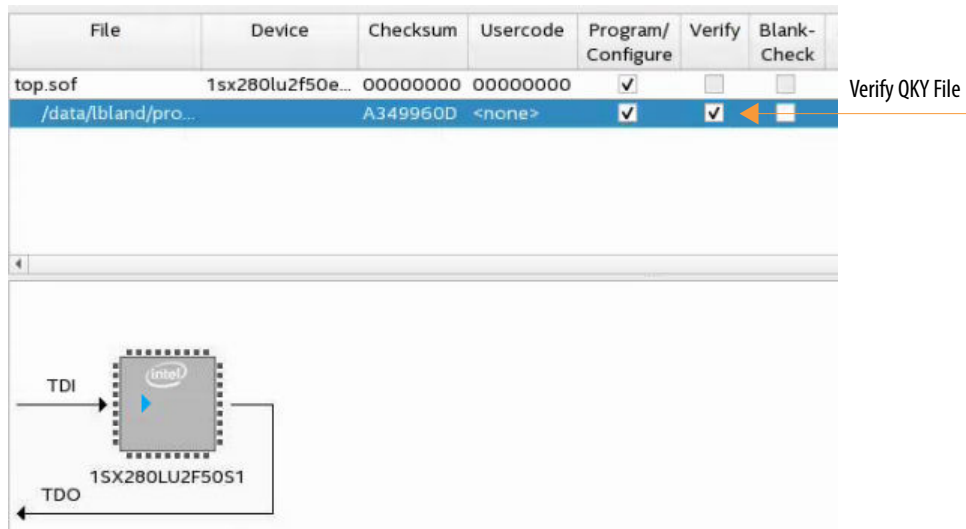 File Device Checksum Usercode Program/ Configure Verify Blank- Check
top.sof 1sx280lu2f50e... 00000000 00000000
/data/lbland/pro... A349960D <none>
Verify QKY File
TDI
(intel)
1SX280LU2F50S1
TDO